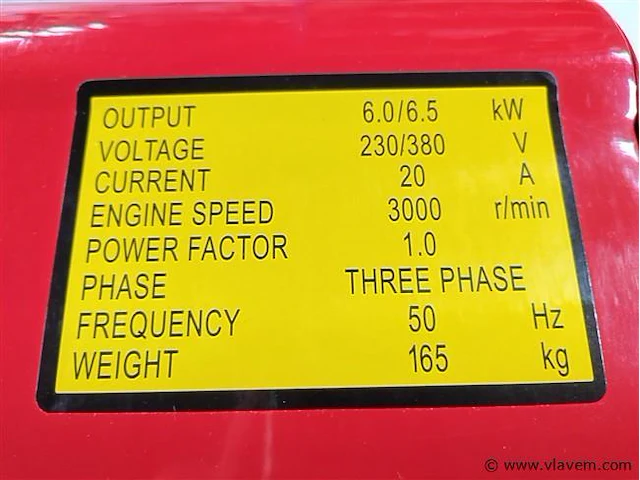 OUTPUT 6.0/6.5 kW
VOLTAGE 230/380 V
CURRENT 20 A
ENGINE SPEED 3000 r/min
POWER FACTOR 1.0
PHASE THREE PHASE
FREQUENCY 50 Hz
WEIGHT 165 kg
© www.vlavem.com